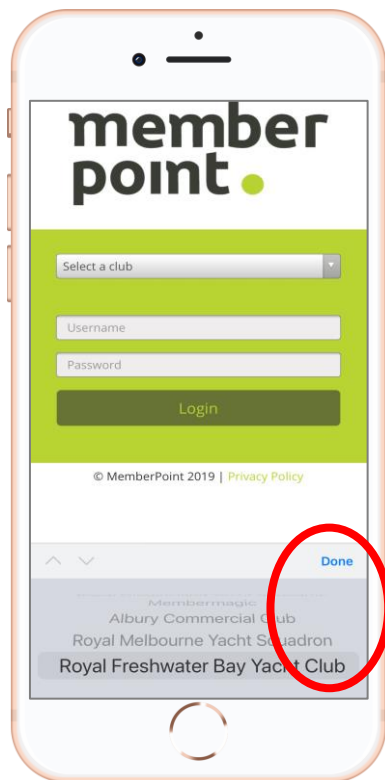 member
point.
Select a club
Username
Password
Login
© MemberPoint 2019 | Privacy Policy
Done
Membermagic
Albury Commercial Club
Royal Melbourne Yacht Squadron
Royal Freshwater Bay Yacht Club